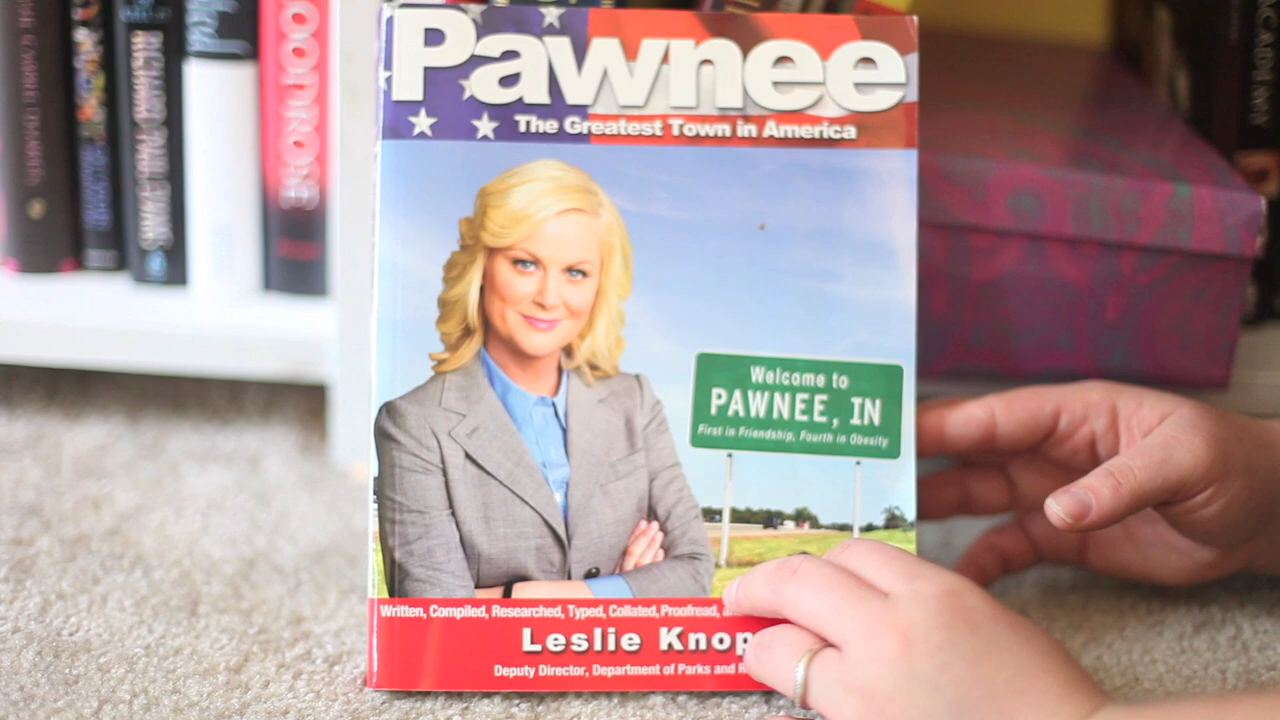 Pawnee
The Greatest Town in America
Welcome to
PAWNEE, IN
First in Friendship, Fourth in Obesity
Written, Compiled, Researched, Typed, Collated, Proofread,
Leslie Knop
Deputy Director, Department of Parks and R